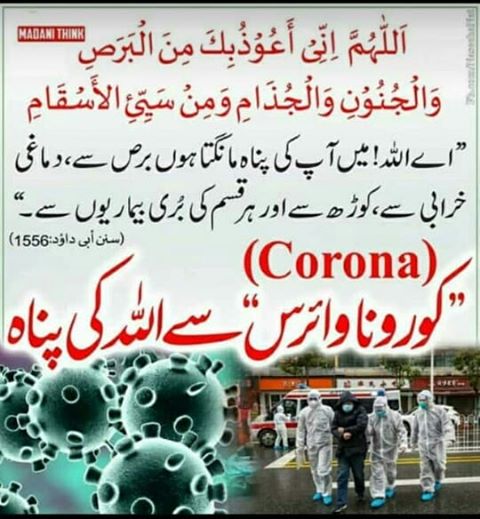 MADANI THINK
اَللّٰهُمَّ اِنِّىْ اَعُوْذُبِكَ مِنَ الْبَرَصِ
وَالْجُنُوْنِ وَالْجُذَامِ وَمِنْ سَيِّئِ الْأَسْقَامِ
”اے اللہ! میں آپ کی پناہ مانگتا ہوں برص سے، دماغی
خرابی سے، کوڑھ سے اور ہر قسم کی بُری بیماریوں سے۔“
(سنن أبی داؤد:1556)
(Corona)
”کورونا وائرس“ سے اللہ کی پناہ